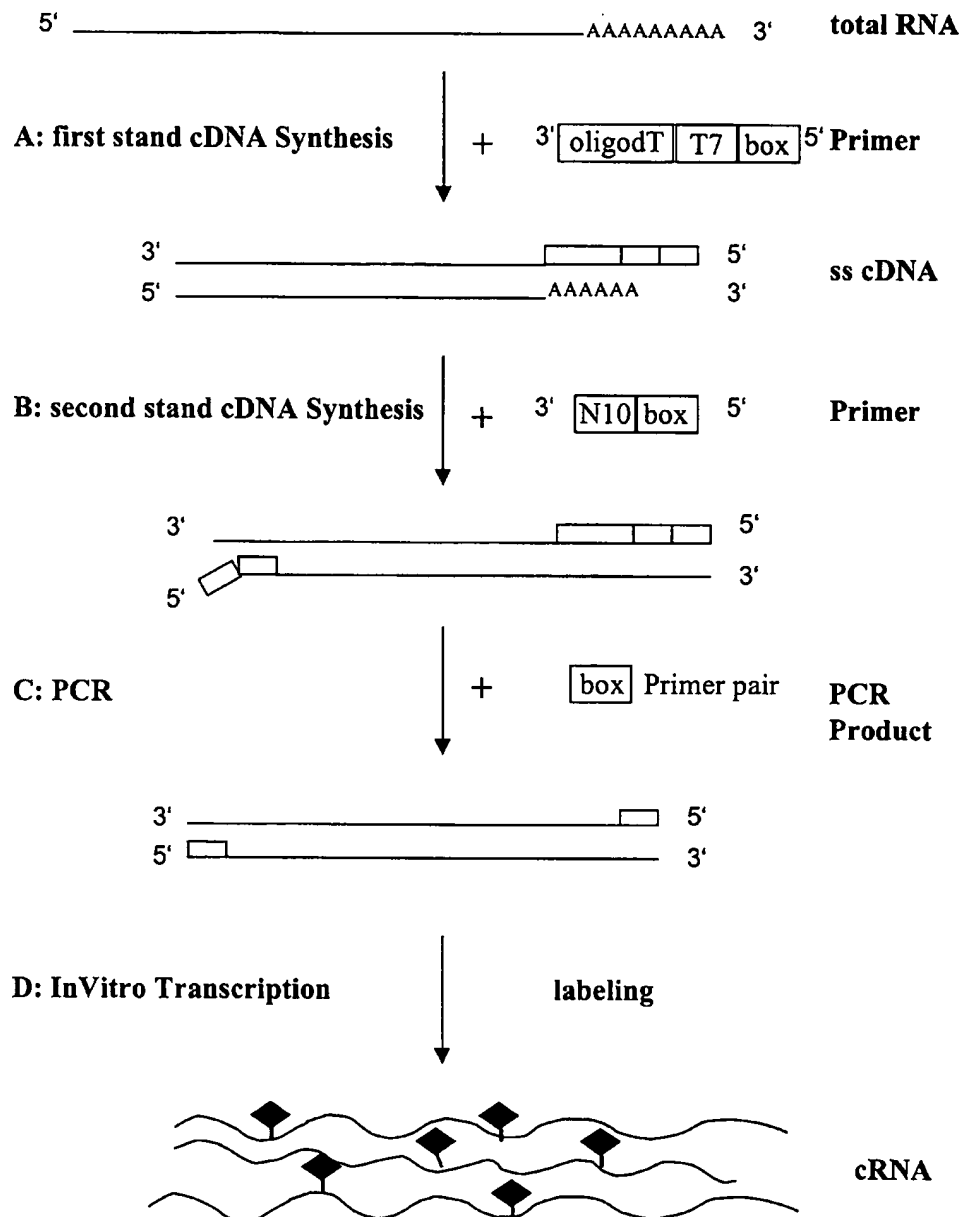 5' AAAAAAAAA 3' total RNA
A: first stand cDNA Synthesis + 3' oligodT T7 box 5' Primer
3' 5'
ss cDNA
5' AAAAAA 3'
B: second stand cDNA Synthesis + 3' N10 box 5' Primer
3' 5'
5' 3'
C: PCR + box Primer pair PCR
Product
3' 5'
5' 3'
D: InVitro Transcription labeling
cRNA